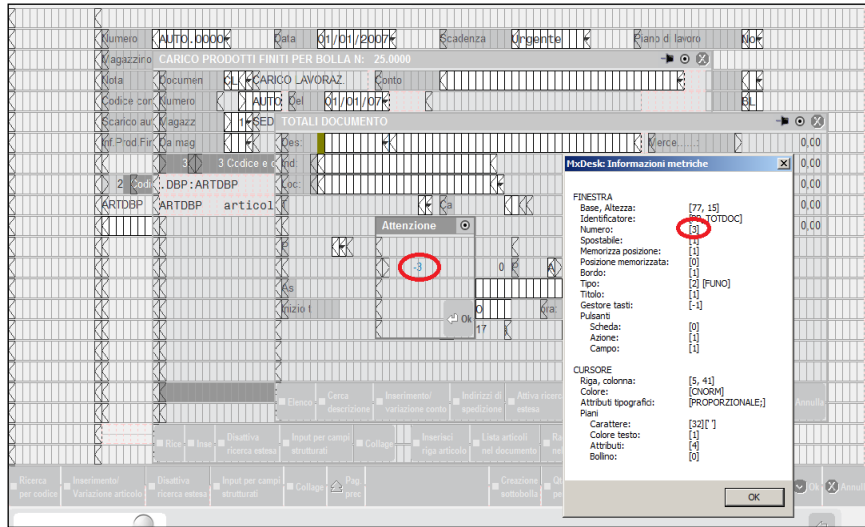 Numero AUTO.0000 Data 01/01/2007 Scadenza Urgente Piano di lavoro No
Magazzino CARICO PRODOTTI FINITI PER BOLLA N: 25.0000
Nota Documen CL CARICO LAVORAZ. Conto
Codice con Numero AUTO Del 01/01/07 BL
Scarico au Magazz 1 SED TOTALI DOCUMENTO
Inf.Prod.Fin Da mag Des: Merce.....: 0,00
3 3 Codice e Ind: 0,00
2 Codi .DBP:ARTDBP Loc: 0,00
ARTDBP ARTDBP articol Ca 0,00
Attenzione 0,00
P
-3 0 P A
As
Inizio t 0 ora:
Ok 17
MxDesk: Informazioni metriche
FINESTRA
Base, Altezza: [77, 15]
Identificatore: [BP_TOTDOC]
Numero: [3]
Spostabile: [1]
Memorizza posizione: [1]
Posizione memorizzata: [0]
Bordo: [1]
Tipo: [2] [FUNO]
Titolo: [1]
Gestore tasti: [-1]
Pulsanti
Scheda: [0]
Azione: [1]
Campo: [1]
CURSORE
Riga, colonna: [5, 41]
Colore: [CNORM]
Attributi tipografici: [PROPORZIONALE;]
Piani
Carattere: [32][' ']
Colore testo: [1]
Attributi: [4]
Bollino: [0]
OK
Elenco Cerca descrizione Inserimento/ variazione conto Indirizzi di spedizione Attiva ricerca estesa Annulla
Rice Inse Disattiva ricerca estesa Input per campi strutturati Collage Inserisci riga articolo Lista articoli nel documento
Ricerca per codice Inserimento/ Variazione articolo Disattiva ricerca estesa Input per campi strutturati Collage Pag. prec Creazione sottobolla Ok Annull